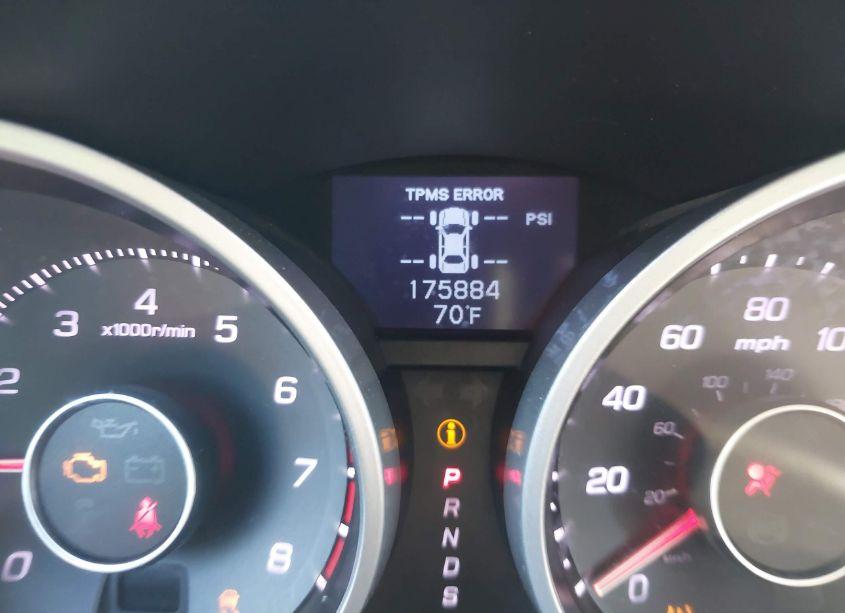 TPMS ERROR
-- -- PSI
-- --
175884
70°F
2 3 4 5 6 7 8 0
x1000r/min
0 20 40 60 80
mph
20 60 100 140
km/h
i
P
R
N
D
S